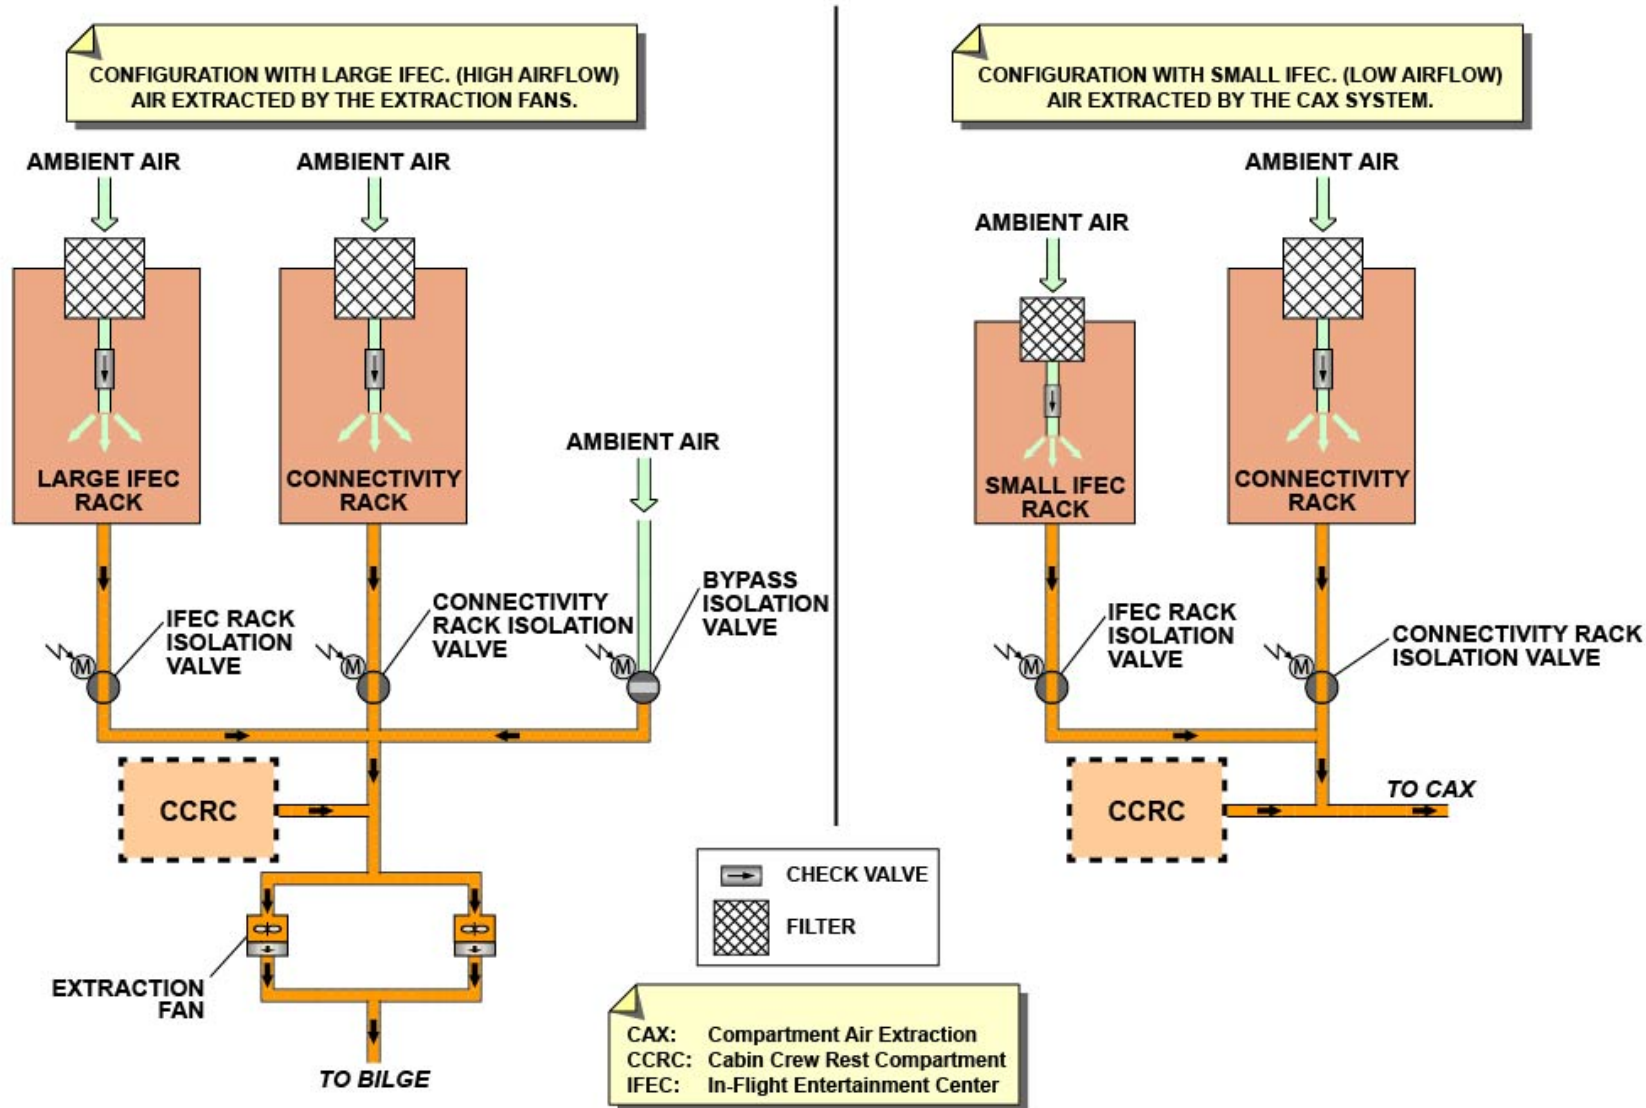 CONFIGURATION WITH LARGE IFEC. (HIGH AIRFLOW)
AIR EXTRACTED BY THE EXTRACTION FANS.
AMBIENT AIR
AMBIENT AIR
LARGE IFEC
RACK
CONNECTIVITY
RACK
AMBIENT AIR
IFEC RACK
ISOLATION
VALVE
M
CONNECTIVITY
RACK ISOLATION
VALVE
M
BYPASS
ISOLATION
VALVE
M
CCRC
EXTRACTION
FAN
TO BILGE
CONFIGURATION WITH SMALL IFEC. (LOW AIRFLOW)
AIR EXTRACTED BY THE CAX SYSTEM.
AMBIENT AIR
AMBIENT AIR
SMALL IFEC
RACK
CONNECTIVITY
RACK
IFEC RACK
ISOLATION
VALVE
M
CONNECTIVITY RACK
ISOLATION VALVE
M
CCRC
TO CAX
CHECK VALVE
FILTER
CAX: Compartment Air Extraction
CCRC: Cabin Crew Rest Compartment
IFEC: In-Flight Entertainment Center